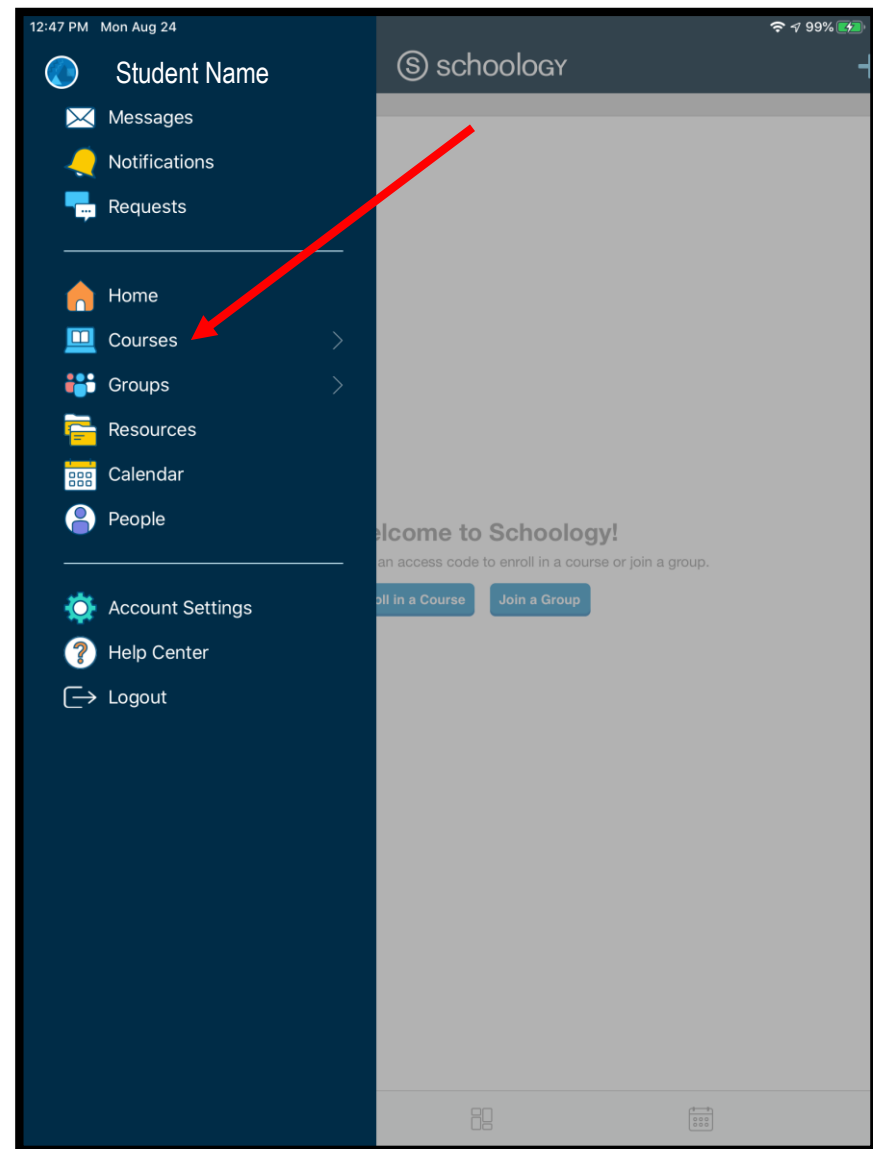 12:47 PM Mon Aug 24
99%
Student Name
schoology
Messages
Notifications
Requests
Home
Courses
Groups
Resources
Calendar
People
elcome to Schoology!
an access code to enroll in a course or join a group.
oll in a Course
Join a Group
Account Settings
Help Center
Logout